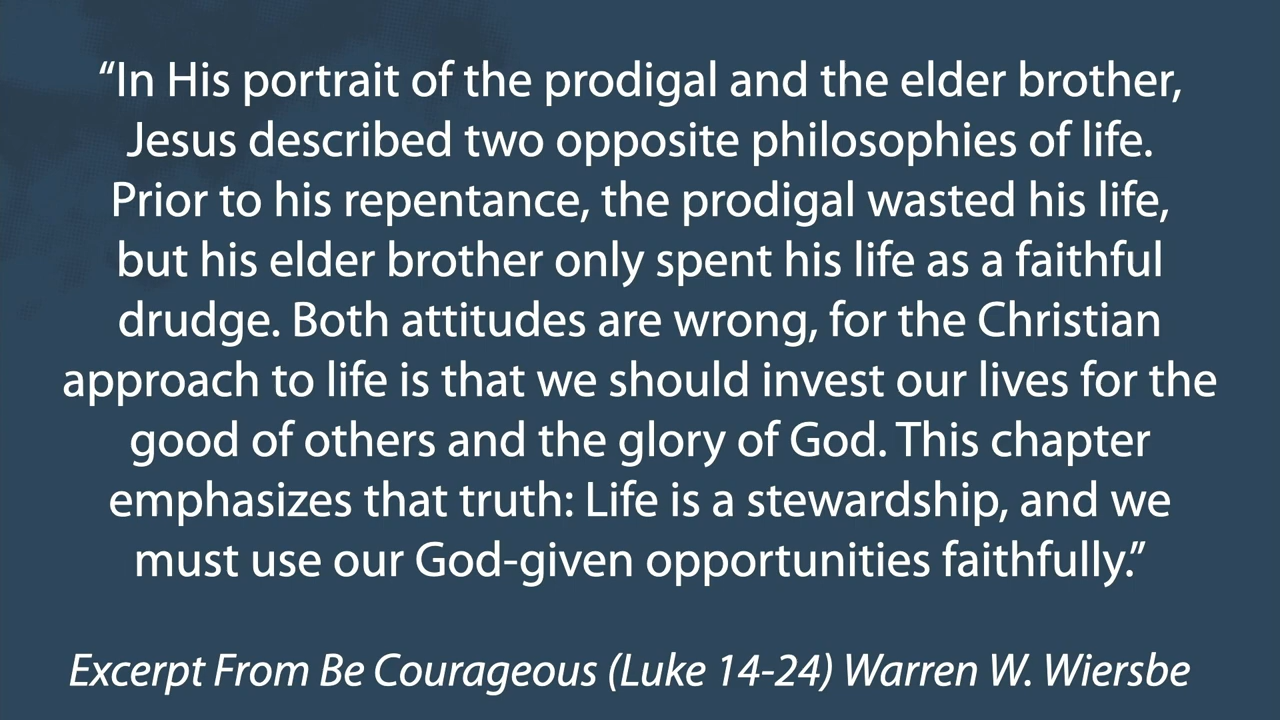 “In His portrait of the prodigal and the elder brother,
Jesus described two opposite philosophies of life.
Prior to his repentance, the prodigal wasted his life,
but his elder brother only spent his life as a faithful
drudge. Both attitudes are wrong, for the Christian
approach to life is that we should invest our lives for the
good of others and the glory of God. This chapter
emphasizes that truth: Life is a stewardship, and we
must use our God-given opportunities faithfully.”
Excerpt From Be Courageous (Luke 14-24) Warren W. Wiersbe